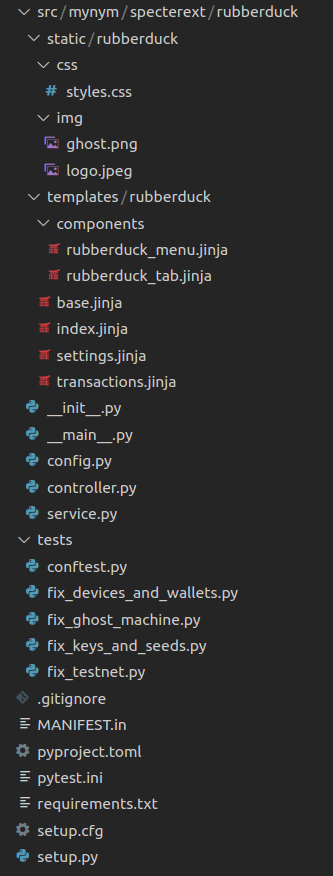 src/mynym/specterext/rubberduck
static/rubberduck
css
styles.css
img
ghost.png
logo.jpeg
templates/rubberduck
components
rubberduck_menu.jinja
rubberduck_tab.jinja
base.jinja
index.jinja
settings.jinja
transactions.jinja
__init__.py
__main__.py
config.py
controller.py
service.py
tests
conftest.py
fix_devices_and_wallets.py
fix_ghost_machine.py
fix_keys_and_seeds.py
fix_testnet.py
.gitignore
MANIFEST.in
pyproject.toml
pytest.ini
requirements.txt
setup.cfg
setup.py